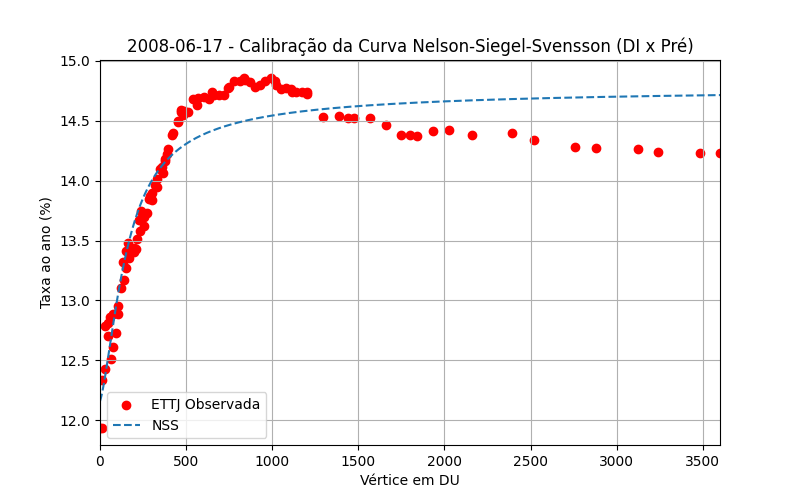 2008-06-17 - Calibração da Curva Nelson-Siegel-Svensson (DI x Pré)
Taxa ao ano (%)
15.0
14.5
14.0
13.5
13.0
12.5
12.0
ETTJ Observada
NSS
0 500 1000 1500 2000 2500 3000 3500
Vértice em DU